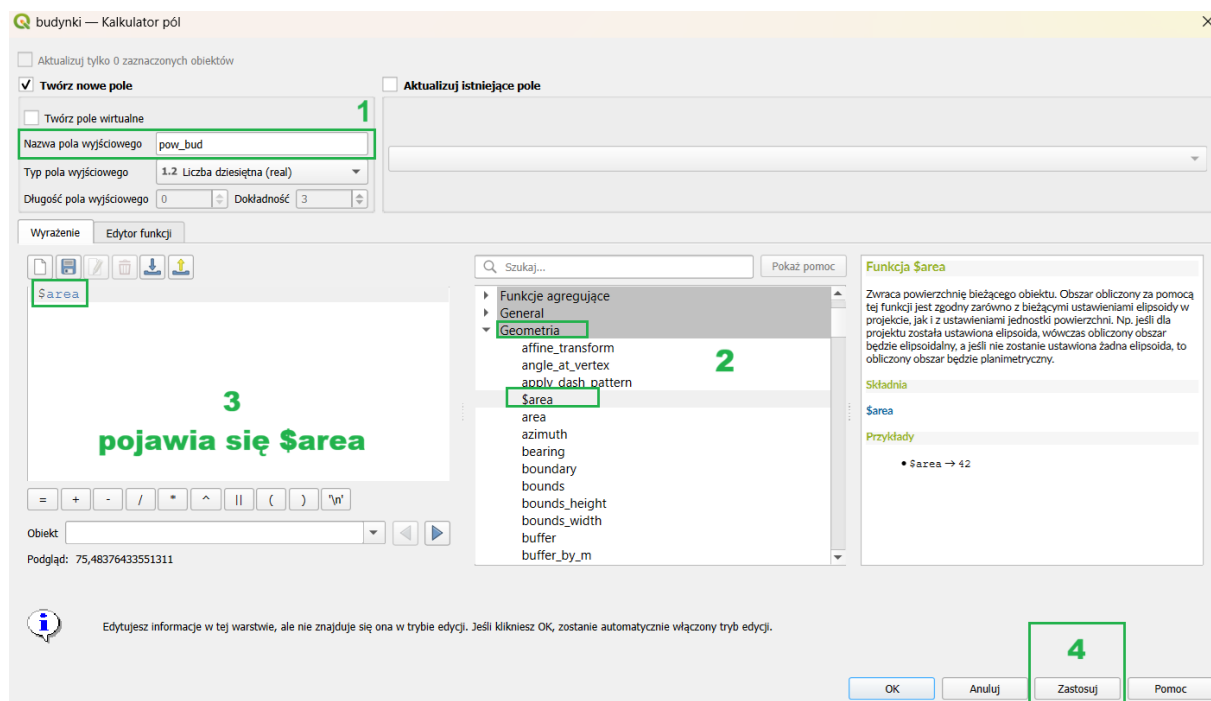 budynki — Kalkulator pól
Aktualizuj tylko 0 zaznaczonych obiektów
Twórz nowe pole
Aktualizuj istniejące pole
Twórz pole wirtualne
1
Nazwa pola wyjściowego pow_bud
Typ pola wyjściowego 1.2 Liczba dziesiętna (real)
Długość pola wyjściowego 0 Dokładność 3
Wyrażenie Edytor funkcji
$area
3
pojawia się $area
= + - / * ^ || ( ) '\n'
Obiekt
Podgląd: 75,48376433551311
Szukaj... Pokaż pomoc
Funkcje agregujące
General
Geometria
affine_transform
angle_at_vertex
apply_dash_pattern
$area
area
azimuth
bearing
boundary
bounds
bounds_height
bounds_width
buffer
buffer_by_m
2
Funkcja $area
Zwraca powierzchnię bieżącego obiektu. Obszar obliczony za pomocą
tej funkcji jest zgodny zarówno z bieżącymi ustawieniami elipsoidy w
projekcie, jak i z ustawieniami jednostki powierzchni. Np. jeśli dla
projektu została ustawiona elipsoida, wówczas obliczony obszar
będzie elipsoidalny, a jeśli nie zostanie ustawiona żadna elipsoida, to
obliczony obszar będzie planimetryczny.
Składnia
$area
Przykłady
• $area → 42
Edytujesz informacje w tej warstwie, ale nie znajduje się ona w trybie edycji. Jeśli klikniesz OK, zostanie automatycznie włączony tryb edycji.
4
OK Anuluj Zastosuj Pomoc